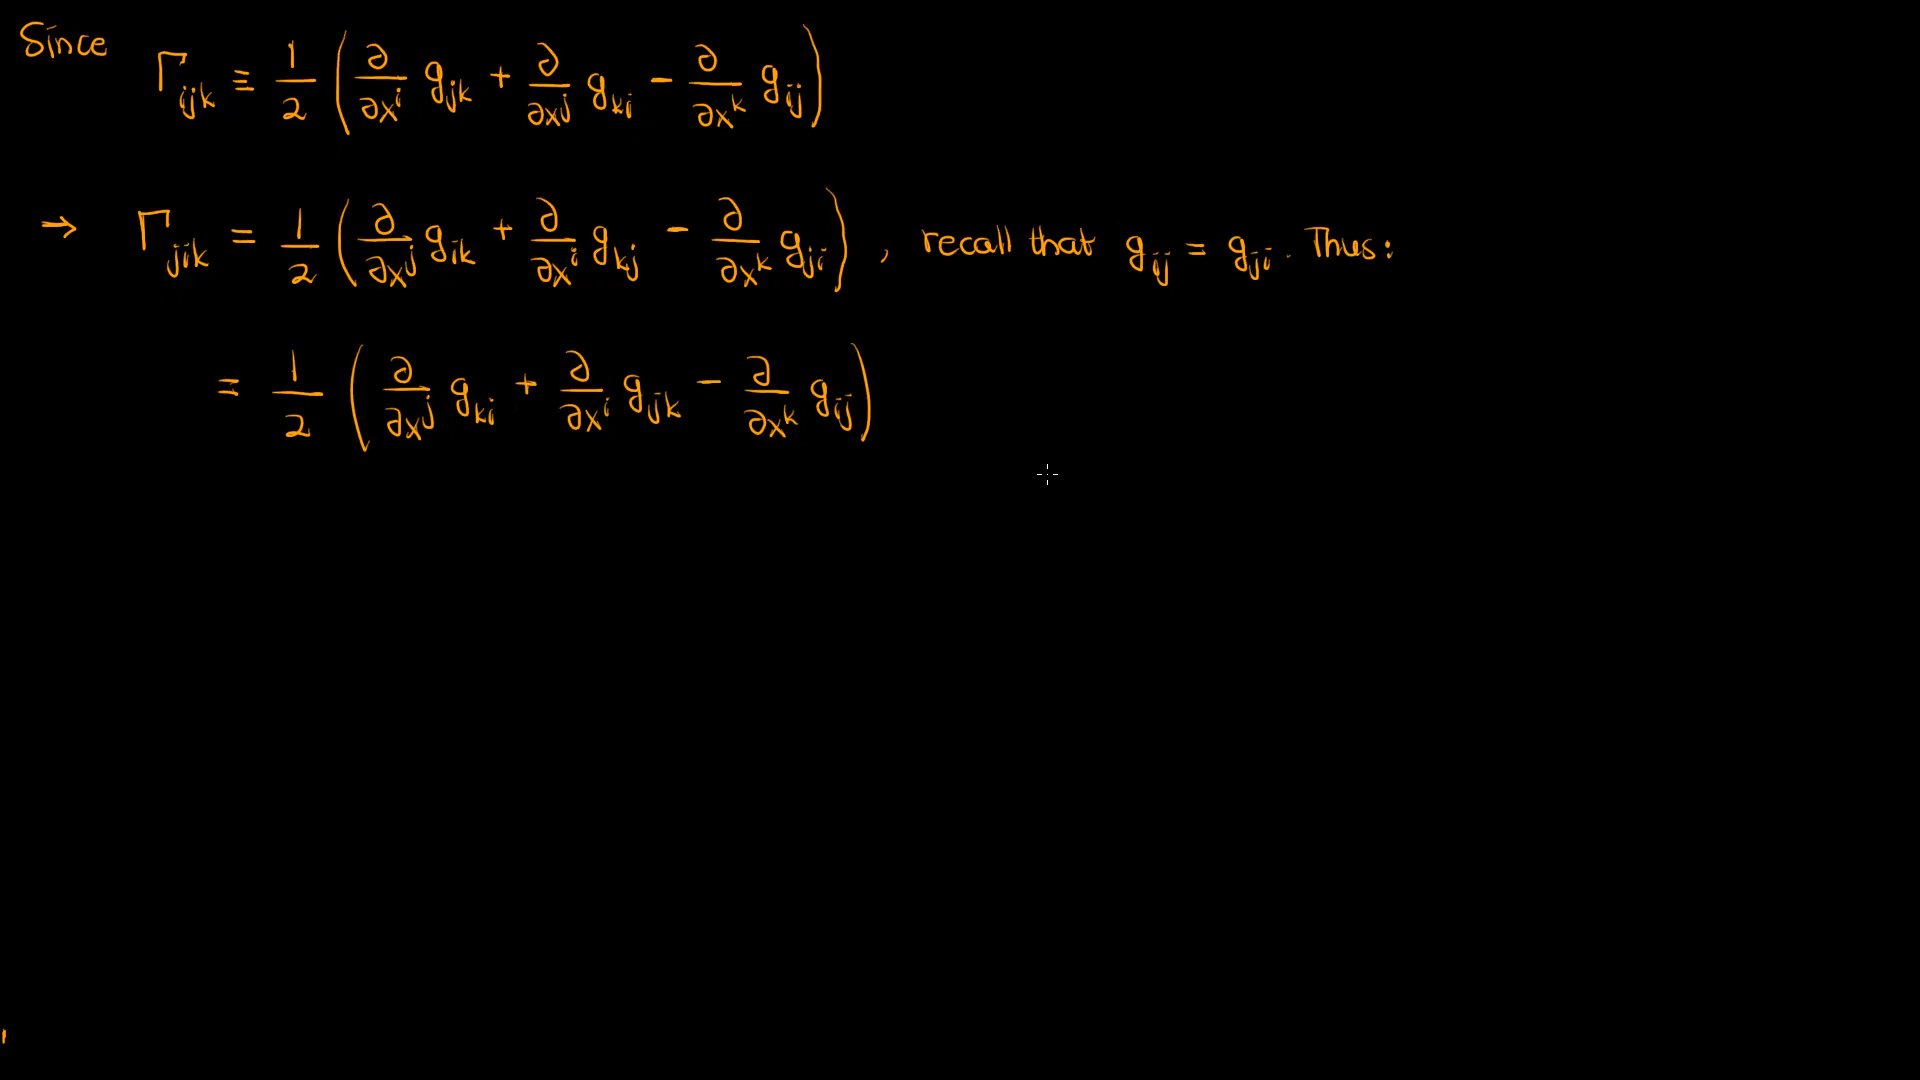 Since Γ_ijk ≡ 1/2 (∂/∂x^i g_jk + ∂/∂x^j g_ki − ∂/∂x^k g_ij)
→ Γ_jik = 1/2 (∂/∂x^j g_ik + ∂/∂x^i g_kj − ∂/∂x^k g_ji), recall that g_ij = g_ji. Thus:
= 1/2 (∂/∂x^j g_ki + ∂/∂x^i g_jk − ∂/∂x^k g_ij)